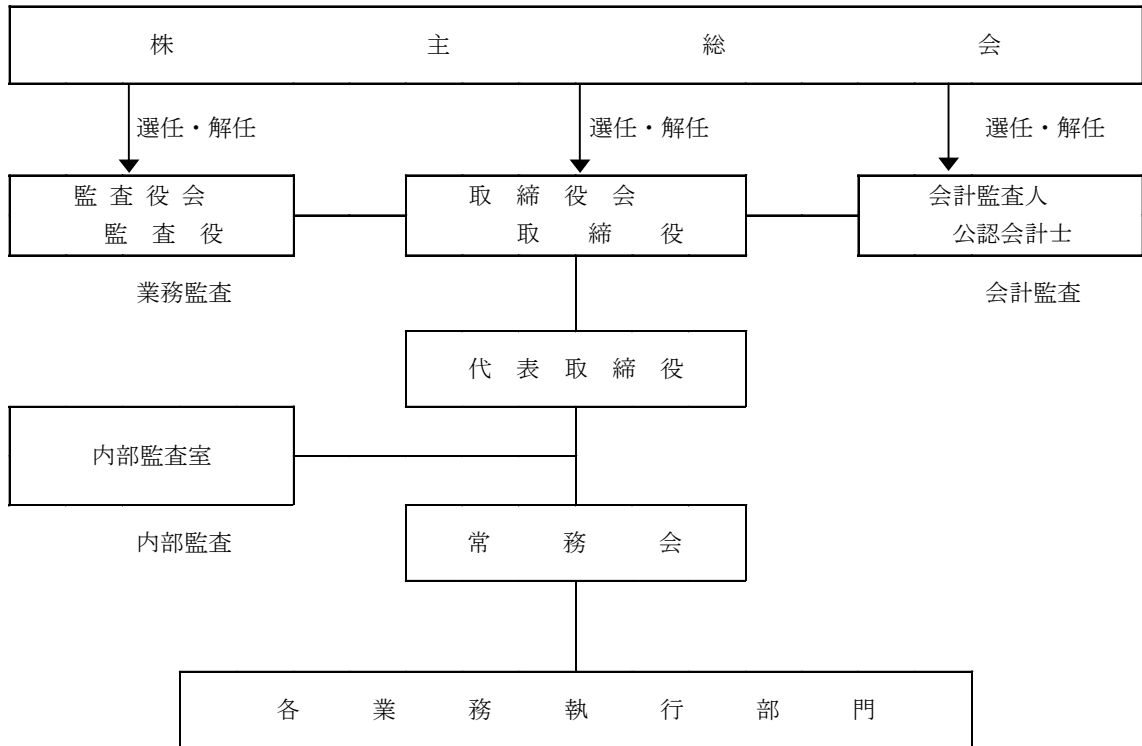 株主総会
選任・解任 選任・解任 選任・解任
監査役会 取締役会 会計監査人
監査役 取締役 公認会計士
業務監査 会計監査
代表取締役
内部監査室
内部監査 常務会
各業務執行部門